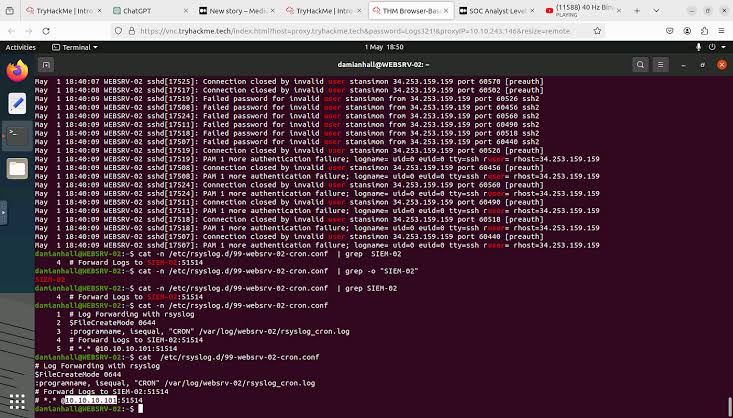 TryHackMe | Intro
ChatGPT
New story – Medi
TryHackMe | Intro
THM Browser-Bas
SOC Analyst Level
(11588) 40 Hz Bin
PLAYING
https://vnc.tryhackme.tech/index.html?host=proxy.tryhackme.tech&password=Logs321!&proxyIP=10.10.243.146&resize=remote
Activities
Terminal
1 May 18:50
damianhall@WEBSRV-02: ~
May 1 18:40:07 WEBSRV-02 sshd[17525]: Connection closed by invalid user stansimon 34.253.159.159 port 60570 [preauth]
May 1 18:40:08 WEBSRV-02 sshd[17517]: Connection closed by invalid user stansimon 34.253.159.159 port 60502 [preauth]
May 1 18:40:09 WEBSRV-02 sshd[17519]: Failed password for invalid user stansimon from 34.253.159.159 port 60526 ssh2
May 1 18:40:09 WEBSRV-02 sshd[17508]: Failed password for invalid user stansimon from 34.253.159.159 port 60456 ssh2
May 1 18:40:09 WEBSRV-02 sshd[17524]: Failed password for invalid user stansimon from 34.253.159.159 port 60560 ssh2
May 1 18:40:09 WEBSRV-02 sshd[17511]: Failed password for invalid user stansimon from 34.253.159.159 port 60490 ssh2
May 1 18:40:09 WEBSRV-02 sshd[17518]: Failed password for invalid user stansimon from 34.253.159.159 port 60518 ssh2
May 1 18:40:09 WEBSRV-02 sshd[17507]: Failed password for invalid user stansimon from 34.253.159.159 port 60440 ssh2
May 1 18:40:09 WEBSRV-02 sshd[17519]: Connection closed by invalid user stansimon 34.253.159.159 port 60526 [preauth]
May 1 18:40:09 WEBSRV-02 sshd[17519]: PAM 1 more authentication failure; logname= uid=0 euid=0 tty=ssh ruser= rhost=34.253.159.159
May 1 18:40:09 WEBSRV-02 sshd[17508]: Connection closed by invalid user stansimon 34.253.159.159 port 60456 [preauth]
May 1 18:40:09 WEBSRV-02 sshd[17508]: PAM 1 more authentication failure; logname= uid=0 euid=0 tty=ssh ruser= rhost=34.253.159.159
May 1 18:40:09 WEBSRV-02 sshd[17524]: Connection closed by invalid user stansimon 34.253.159.159 port 60560 [preauth]
May 1 18:40:09 WEBSRV-02 sshd[17524]: PAM 1 more authentication failure; logname= uid=0 euid=0 tty=ssh ruser= rhost=34.253.159.159
May 1 18:40:09 WEBSRV-02 sshd[17511]: Connection closed by invalid user stansimon 34.253.159.159 port 60490 [preauth]
May 1 18:40:09 WEBSRV-02 sshd[17511]: PAM 1 more authentication failure; logname= uid=0 euid=0 tty=ssh ruser= rhost=34.253.159.159
May 1 18:40:09 WEBSRV-02 sshd[17518]: Connection closed by invalid user stansimon 34.253.159.159 port 60518 [preauth]
May 1 18:40:09 WEBSRV-02 sshd[17518]: PAM 1 more authentication failure; logname= uid=0 euid=0 tty=ssh ruser= rhost=34.253.159.159
May 1 18:40:09 WEBSRV-02 sshd[17507]: Connection closed by invalid user stansimon 34.253.159.159 port 60440 [preauth]
May 1 18:40:09 WEBSRV-02 sshd[17507]: PAM 1 more authentication failure; logname= uid=0 euid=0 tty=ssh ruser= rhost=34.253.159.159
damianhall@WEBSRV-02:~$ cat -n /etc/rsyslog.d/99-websrv-02-cron.conf | grep SIEM-02
4 # Forward Logs to SIEM-02:51514
damianhall@WEBSRV-02:~$ cat -n /etc/rsyslog.d/99-websrv-02-cron.conf | grep -o "SIEM-02"
SIEM-02
damianhall@WEBSRV-02:~$ cat -n /etc/rsyslog.d/99-websrv-02-cron.conf | grep SIEM-02
4 # Forward Logs to SIEM-02:51514
damianhall@WEBSRV-02:~$ cat -n /etc/rsyslog.d/99-websrv-02-cron.conf
1 # Log Forwarding with rsyslog
2 $FileCreateMode 0644
3 :programname, isequal, "CRON" /var/log/websrv-02/rsyslog_cron.log
4 # Forward Logs to SIEM-02:51514
5 # *.* @10.10.10.101:51514
damianhall@WEBSRV-02:~$ cat /etc/rsyslog.d/99-websrv-02-cron.conf
# Log Forwarding with rsyslog
$FileCreateMode 0644
:programname, isequal, "CRON" /var/log/websrv-02/rsyslog_cron.log
# Forward Logs to SIEM-02:51514
# *.* @10.10.10.101:51514
damianhall@WEBSRV-02:~$